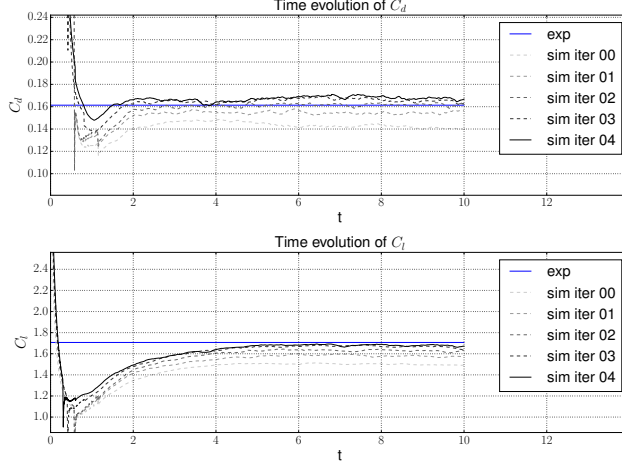 Time evolution of C_d
0.24
0.22
0.20
0.18
0.16
0.14
0.12
0.10
C_d
0 2 4 6 8 10 12
t
exp
sim iter 00
sim iter 01
sim iter 02
sim iter 03
sim iter 04
Time evolution of C_l
2.4
2.2
2.0
1.8
1.6
1.4
1.2
1.0
C_l
0 2 4 6 8 10 12
t
exp
sim iter 00
sim iter 01
sim iter 02
sim iter 03
sim iter 04